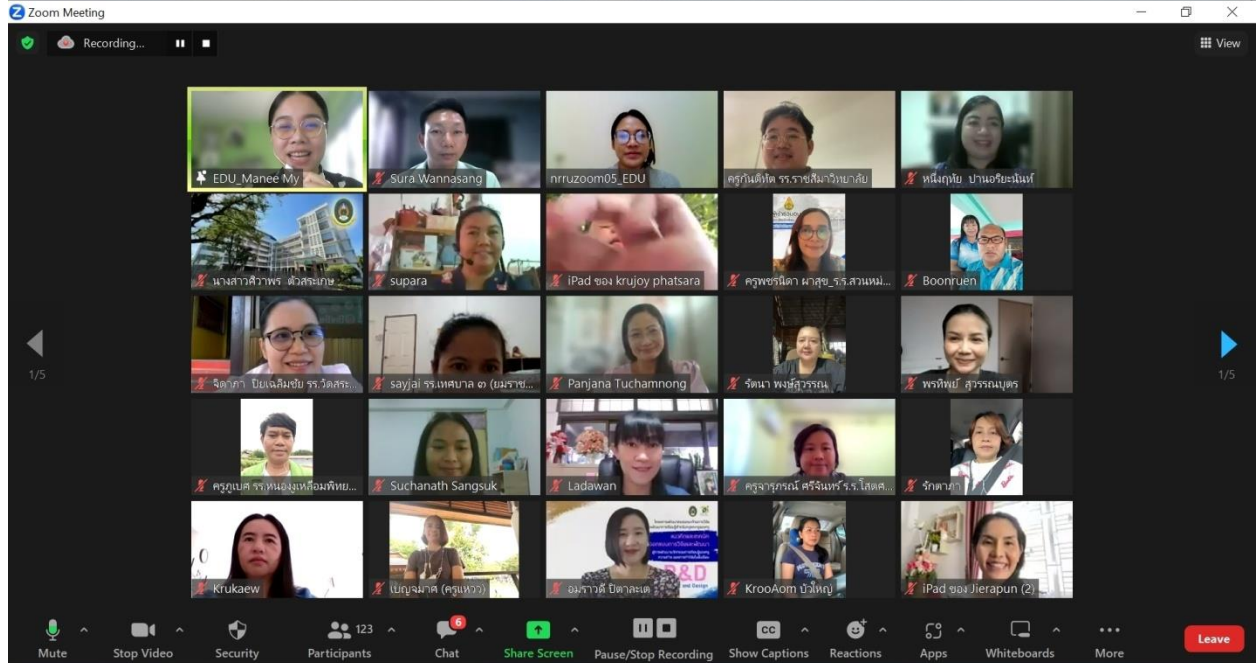 Zoom Meeting
Recording...
View
EDU_Manee My
Sura Wannasang
nrruzoom05_EDU
ครูกันต์ทัต รร.ราชสีมาวิทยาลัย
หนึ่งฤทัย ปานอริยะนันท์
นางสาวศิวาพร ตัวสระเกษ
supara
iPad ของ krujoy phatsara
ครูพชรนิดา ผาสุข_ร.ร.สวนหม่...
Boonruen
จิดาภา ปิยเฉลิมชัย รร.วัดสระ...
sayjai รร.เทศบาล ๓ (ยมราช...
Panjana Tuchamnong
รัตนา พงษ์สุวรรณ
พรทิพย์ สุวรรณบุตร
1/5
1/5
ครูภูเบศ รร.หนองงูเหลือมพิทย...
Suchanath Sangsuk
Ladawan
ครูจารุภรณ์ ศรีจันทร์ ร.ร.โสตศ...
รักตาภา
Krukaew
เบญจมาศ (ครูแหวว)
R&D
อมราวดี ปิตาละเต
KrooAom บัวใหญ่
iPad ของ Jierapun (2)
123
6
CC
Mute
Stop Video
Security
Participants
Chat
Share Screen
Pause/Stop Recording
Show Captions
Reactions
Apps
Whiteboards
More
Leave